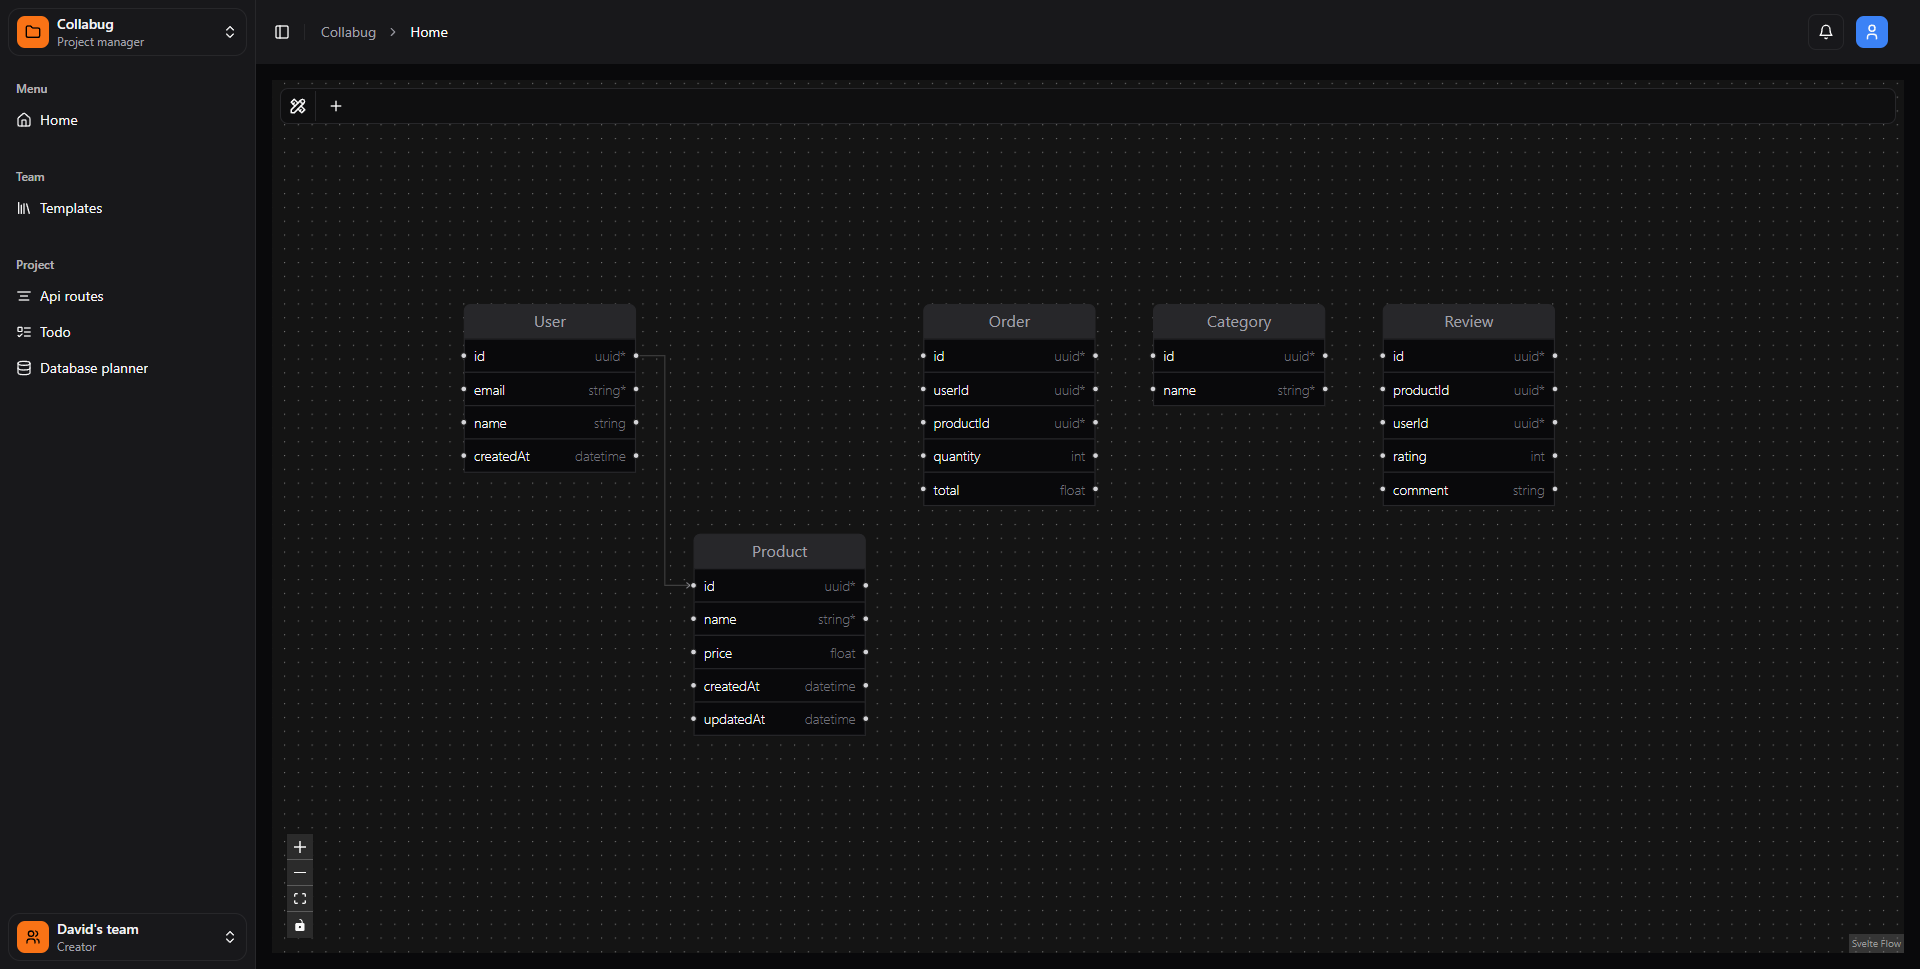 Collabug
Project manager
Menu
Home
Team
Templates
Project
Api routes
Todo
Database planner
David's team
Creator
Collabug > Home
User
id uuid*
email string*
name string
createdAt datetime
Product
id uuid*
name string*
price float
createdAt datetime
updatedAt datetime
Order
id uuid*
userId uuid*
productId uuid*
quantity int
total float
Category
id uuid*
name string*
Review
id uuid*
productId uuid*
userId uuid*
rating int
comment string
Svelte Flow